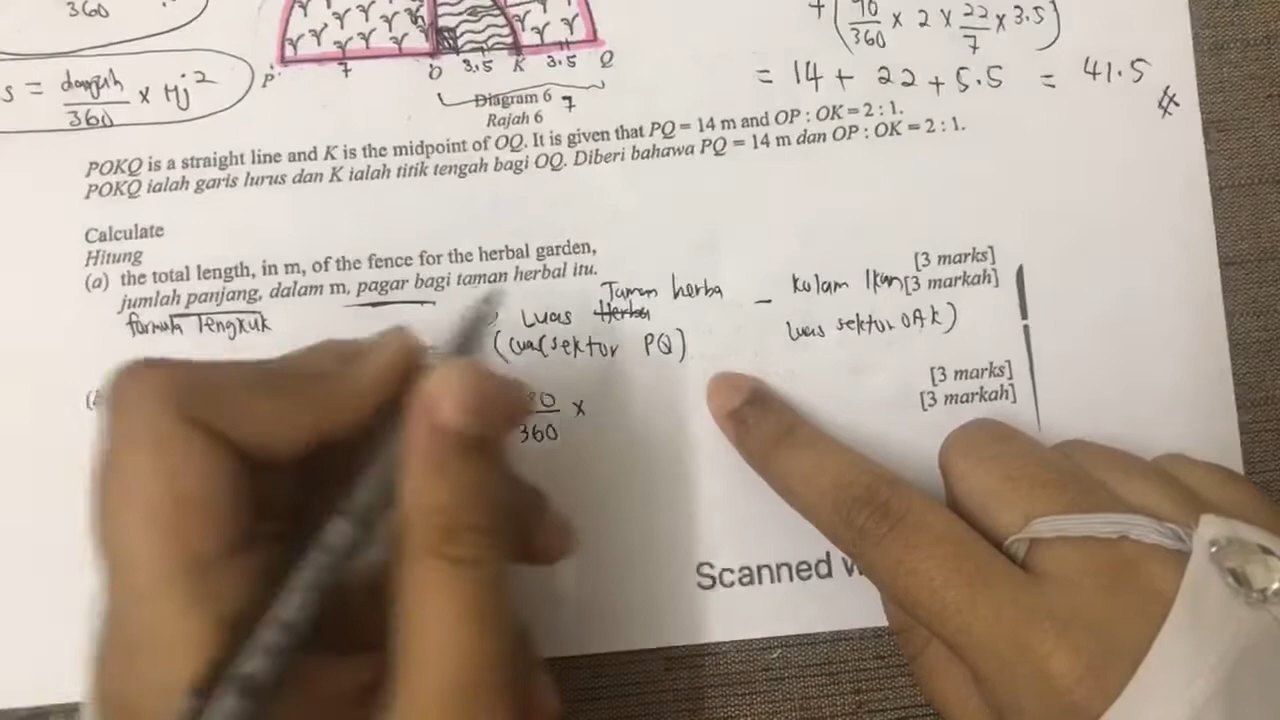 360
s = dangjah/360 × πj²
P 7 O 3.5 K 3.5 Q
7
Diagram 6
Rajah 6
+ (90/360 × 2 × 22/7 × 3.5)
= 14 + 22 + 5.5 = 41.5
POKQ is a straight line and K is the midpoint of OQ. It is given that PQ = 14 m and OP : OK = 2 : 1.
POKQ ialah garis lurus dan K ialah titik tengah bagi OQ. Diberi bahawa PQ = 14 m dan OP : OK = 2 : 1.
Calculate
Hitung
(a) the total length, in m, of the fence for the herbal garden,
jumlah panjang, dalam m, pagar bagi taman herbal itu.
[3 marks]
[3 markah]
formula lengkuk
Luas Taman herba − kolam Ikan
(Luas sektor PQ) luas sektor OAK)
/360 ×
[3 marks]
[3 markah]
Scanned